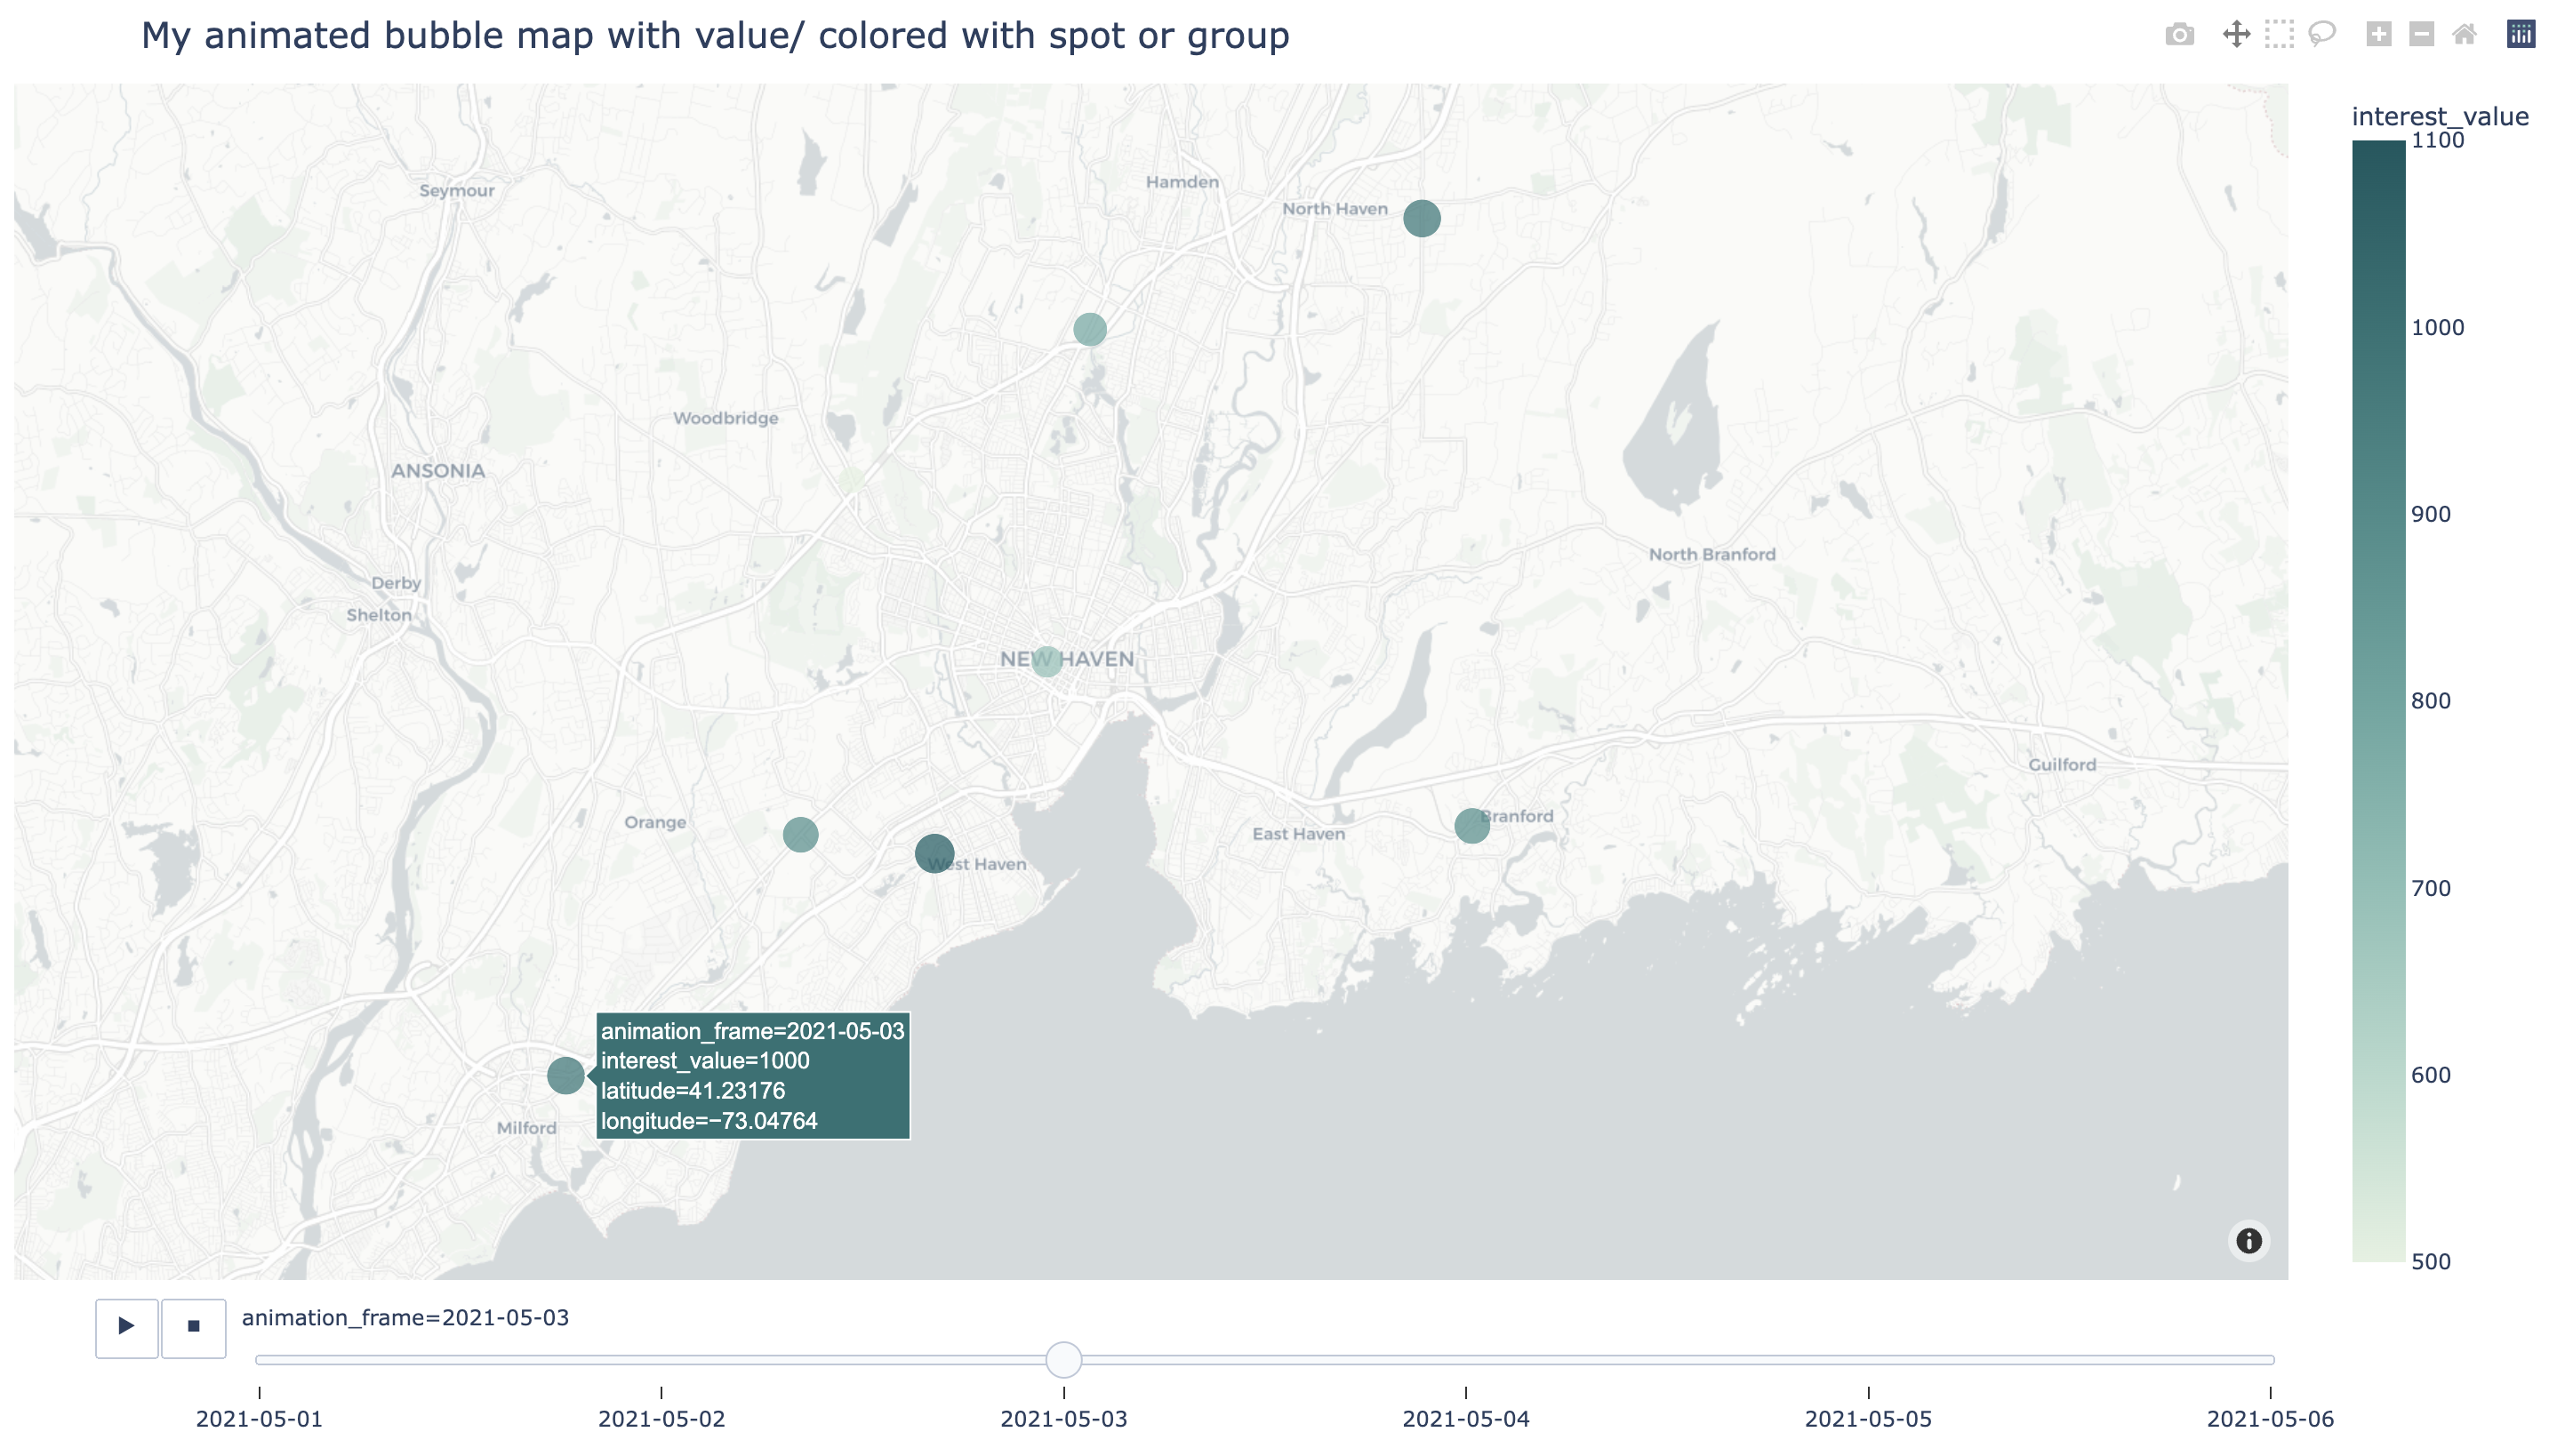 My animated bubble map with value/ colored with spot or group
interest_value
1100
1000
900
800
700
600
500
Seymour
Hamden
North Haven
Woodbridge
ANSONIA
North Branford
Derby
Shelton
NEW HAVEN
Guilford
Orange
Branford
East Haven
West Haven
animation_frame=2021-05-03
interest_value=1000
latitude=41.23176
longitude=−73.04764
Milford
animation_frame=2021-05-03
2021-05-01
2021-05-02
2021-05-03
2021-05-04
2021-05-05
2021-05-06